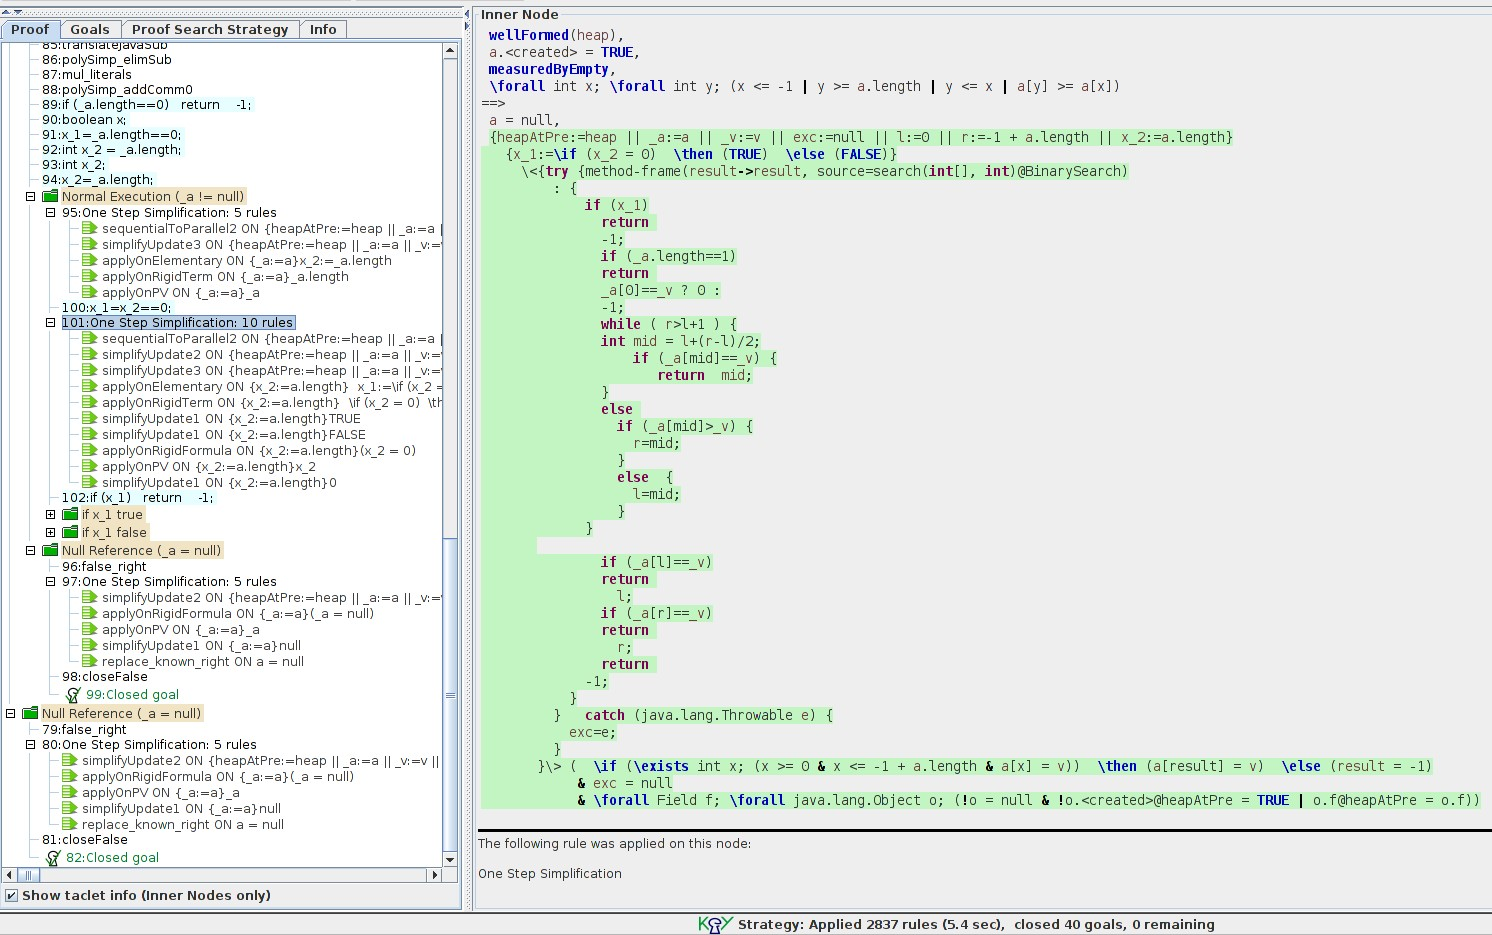 Proof
Goals
Proof Search Strategy
Info
85:translateJavaSub
86:polySimp_elimSub
87:mul_literals
88:polySimp_addComm0
89:if (_a.length==0)   return    -1;
90:boolean x;
91:x_1=_a.length==0;
92:int x_2 = _a.length;
93:int x_2;
94:x_2=_a.length;
Normal Execution (_a != null)
95:One Step Simplification: 5 rules
sequentialToParallel2 ON {heapAtPre:=heap || _a:=a |
simplifyUpdate3 ON {heapAtPre:=heap || _a:=a || _v:=
applyOnElementary ON {_a:=a}x_2:=_a.length
applyOnRigidTerm ON {_a:=a}_a.length
applyOnPV ON {_a:=a}_a
100:x_1=x_2==0;
101:One Step Simplification: 10 rules
sequentialToParallel2 ON {heapAtPre:=heap || _a:=a |
simplifyUpdate2 ON {heapAtPre:=heap || _a:=a || _v:=
simplifyUpdate3 ON {heapAtPre:=heap || _a:=a || _v:=
applyOnElementary ON {x_2:=a.length}  x_1:=\if (x_2 =
applyOnRigidTerm ON {x_2:=a.length}  \if (x_2 = 0)  \th
simplifyUpdate1 ON {x_2:=a.length}TRUE
simplifyUpdate1 ON {x_2:=a.length}FALSE
applyOnRigidFormula ON {x_2:=a.length}(x_2 = 0)
applyOnPV ON {x_2:=a.length}x_2
simplifyUpdate1 ON {x_2:=a.length}0
102:if (x_1)   return    -1;
if x_1 true
if x_1 false
Null Reference (_a = null)
96:false_right
97:One Step Simplification: 5 rules
simplifyUpdate2 ON {heapAtPre:=heap || _a:=a || _v:=
applyOnRigidFormula ON {_a:=a}(_a = null)
applyOnPV ON {_a:=a}_a
simplifyUpdate1 ON {_a:=a}null
replace_known_right ON a = null
98:closeFalse
99:Closed goal
Null Reference (_a = null)
79:false_right
80:One Step Simplification: 5 rules
simplifyUpdate2 ON {heapAtPre:=heap || _a:=a || _v:=v ||
applyOnRigidFormula ON {_a:=a}(_a = null)
applyOnPV ON {_a:=a}_a
simplifyUpdate1 ON {_a:=a}null
replace_known_right ON a = null
81:closeFalse
82:Closed goal
Show taclet info (Inner Nodes only)
Inner Node
wellFormed(heap),
a.<created> = TRUE,
measuredByEmpty,
\forall int x; \forall int y; (x <= -1 | y >= a.length | y <= x | a[y] >= a[x])
==>
a = null,
{heapAtPre:=heap || _a:=a || _v:=v || exc:=null || l:=0 || r:=-1 + a.length || x_2:=a.length}
{x_1:=\if (x_2 = 0)  \then (TRUE)  \else (FALSE)}
\<{try {method-frame(result->result, source=search(int[], int)@BinarySearch)
: {
if (x_1)
return
-1;
if (_a.length==1)
return
_a[0]==_v ? 0 :
-1;
while ( r>l+1 ) {
int mid = l+(r-l)/2;
if (_a[mid]==_v) {
return  mid;
}
else
if (_a[mid]>_v) {
r=mid;
}
else  {
l=mid;
}
}
if (_a[l]==_v)
return
l;
if (_a[r]==_v)
return
r;
return
-1;
}
}   catch (java.lang.Throwable e) {
exc=e;
}
}\> (  \if (\exists int x; (x >= 0 & x <= -1 + a.length & a[x] = v))  \then (a[result] = v)  \else (result = -1)
& exc = null
& \forall Field f; \forall java.lang.Object o; (!o = null & !o.<created>@heapAtPre = TRUE | o.f@heapAtPre = o.f))
The following rule was applied on this node:
One Step Simplification
KeY Strategy: Applied 2837 rules (5.4 sec),  closed 40 goals, 0 remaining